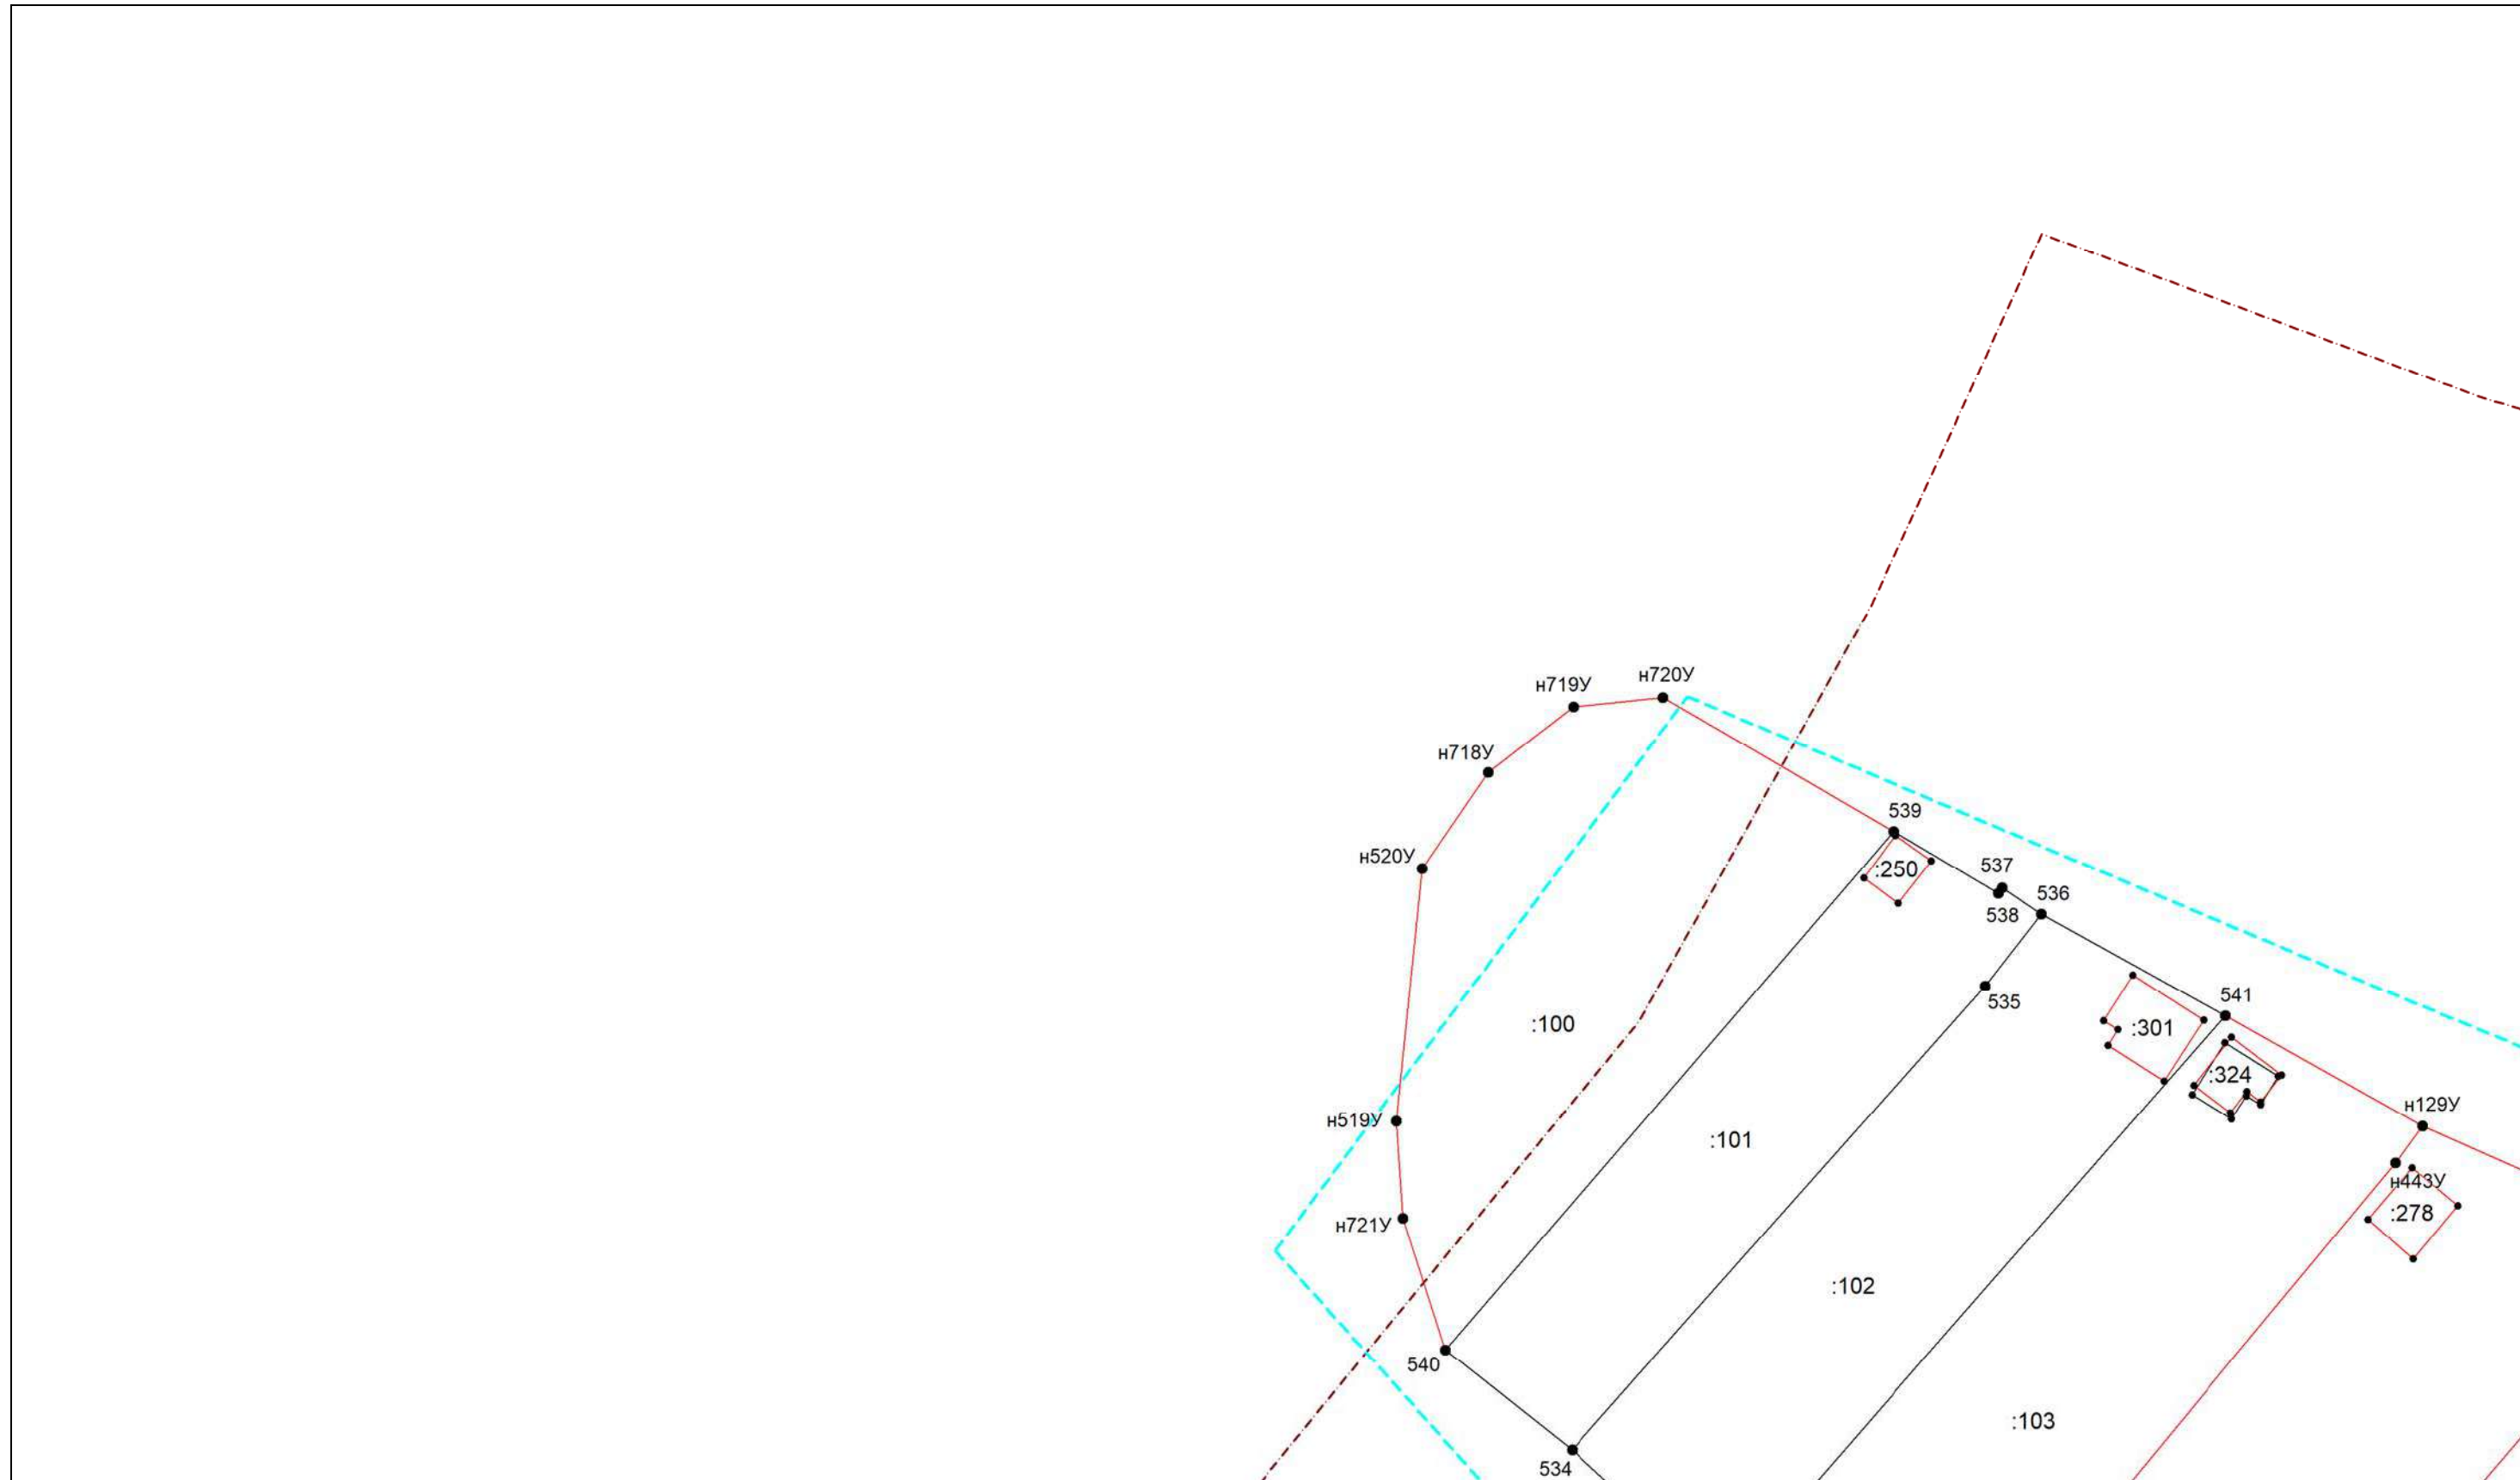 н720У
н719У
н718У
539
н520У
537
:250
536
538
541
535
:100
:301
:324
н129У
н519У
:101
н443У
:278
н721У
:102
540
:103
534